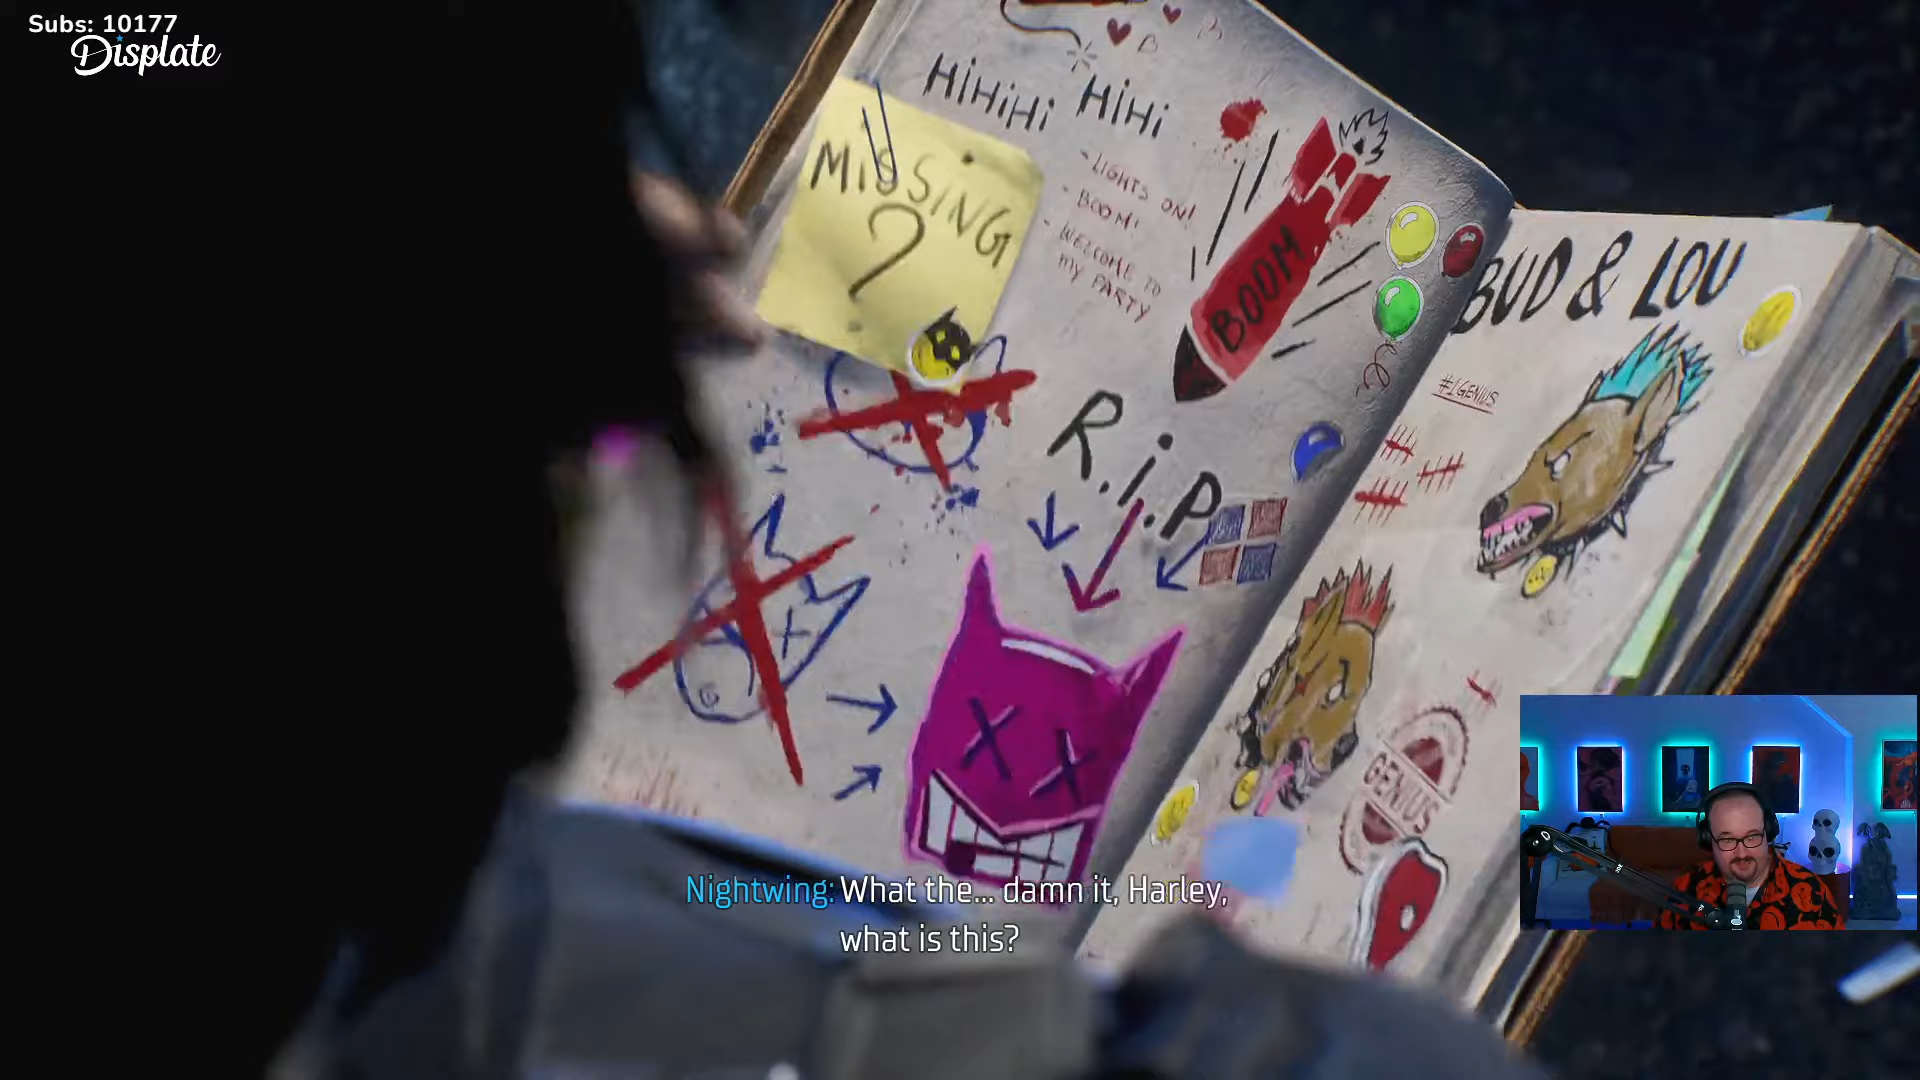 Subs: 10177
Displate
HiHiHi HiHi
MiSSiNG
?
- LIGHTS ON!
- BOOM!
- WELCOME TO
MY PARTY
BOOM
R.i.P
BUD & LOU
#1GENIUS
GENIUS
Nightwing: What the... damn it, Harley,
what is this?